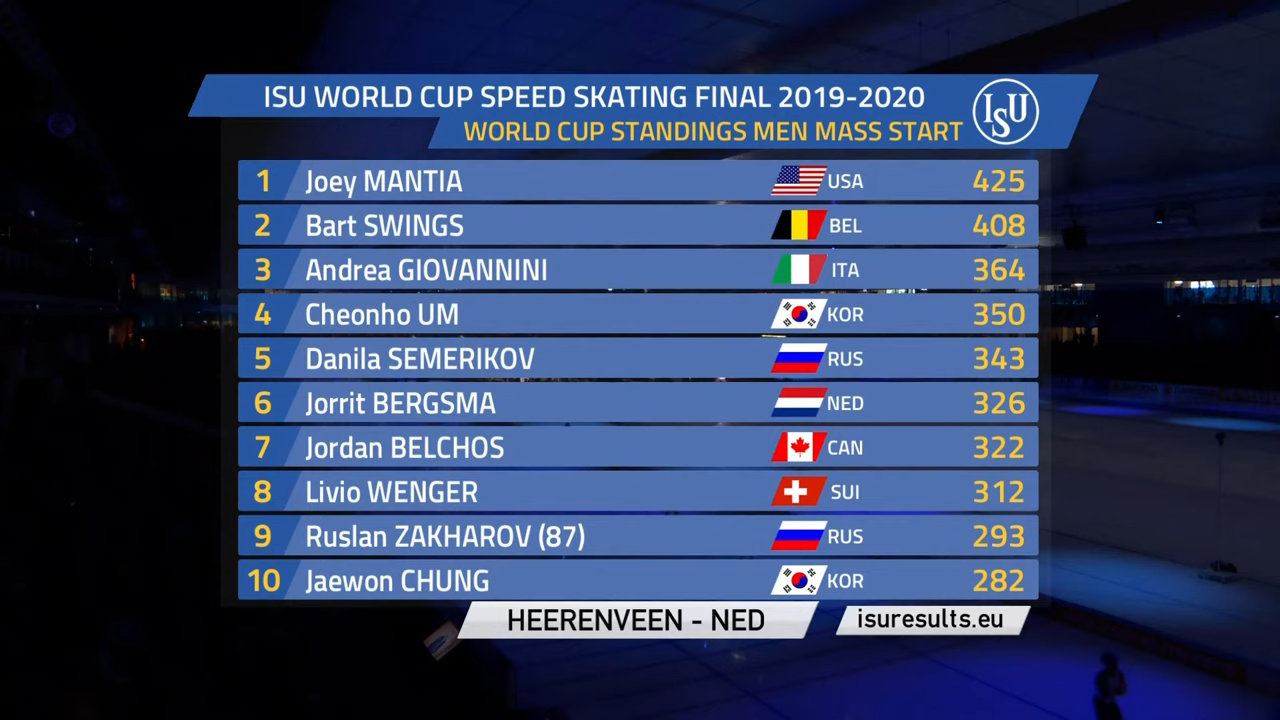 ISU WORLD CUP SPEED SKATING FINAL 2019-2020
ISU
WORLD CUP STANDINGS MEN MASS START
1 Joey MANTIA USA 425
2 Bart SWINGS BEL 408
3 Andrea GIOVANNINI ITA 364
4 Cheonho UM KOR 350
5 Danila SEMERIKOV RUS 343
6 Jorrit BERGSMA NED 326
7 Jordan BELCHOS CAN 322
8 Livio WENGER SUI 312
9 Ruslan ZAKHAROV (87) RUS 293
10 Jaewon CHUNG KOR 282
HEERENVEEN - NED isuresults.eu